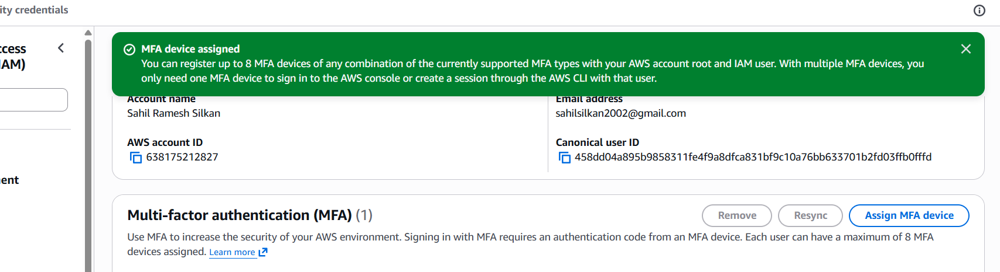 ity credentials
ccess
IAM)
ent
MFA device assigned
You can register up to 8 MFA devices of any combination of the currently supported MFA types with your AWS account root and IAM user. With multiple MFA devices, you
only need one MFA device to sign in to the AWS console or create a session through the AWS CLI with that user.
Account name
Sahil Ramesh Silkan
Email address
sahilsilkan2002@gmail.com
AWS account ID
638175212827
Canonical user ID
458dd04a895b9858311fe4f9a8dfca831bf9c10a76bb633701b2fd03ffb0fffd
Multi-factor authentication (MFA) (1)
Remove
Resync
Assign MFA device
Use MFA to increase the security of your AWS environment. Signing in with MFA requires an authentication code from an MFA device. Each user can have a maximum of 8 MFA
devices assigned. Learn more